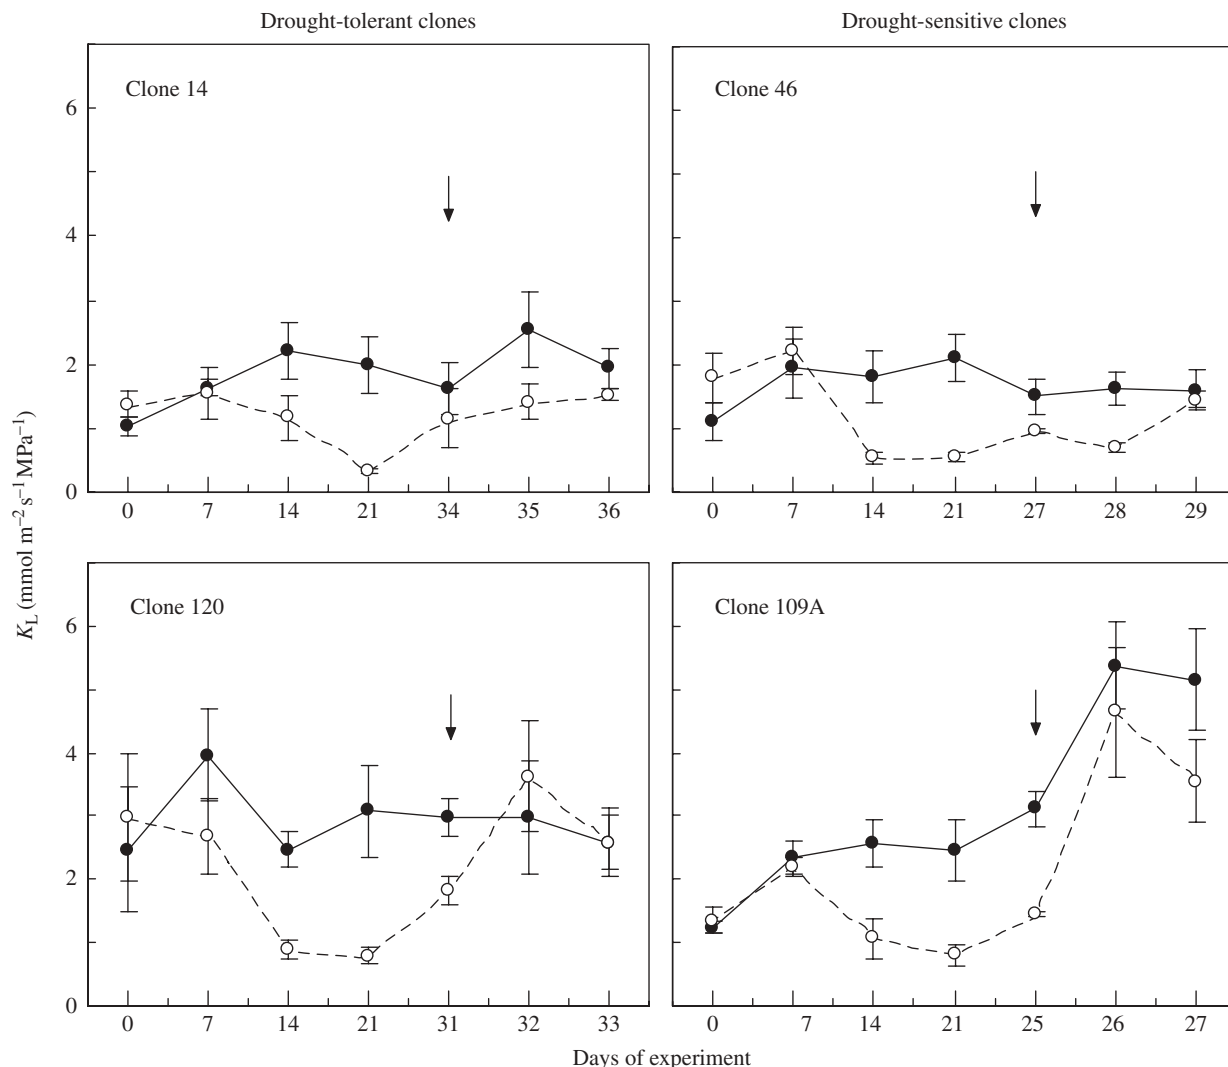 Drought-tolerant clones
Drought-sensitive clones
Clone 14
6
4
2
0
0 7 14 21 34 35 36
Clone 46
0 7 14 21 27 28 29
K_L (mmol m⁻² s⁻¹ MPa⁻¹)
Clone 120
6
4
2
0
0 7 14 21 31 32 33
Clone 109A
0 7 14 21 25 26 27
Days of experiment